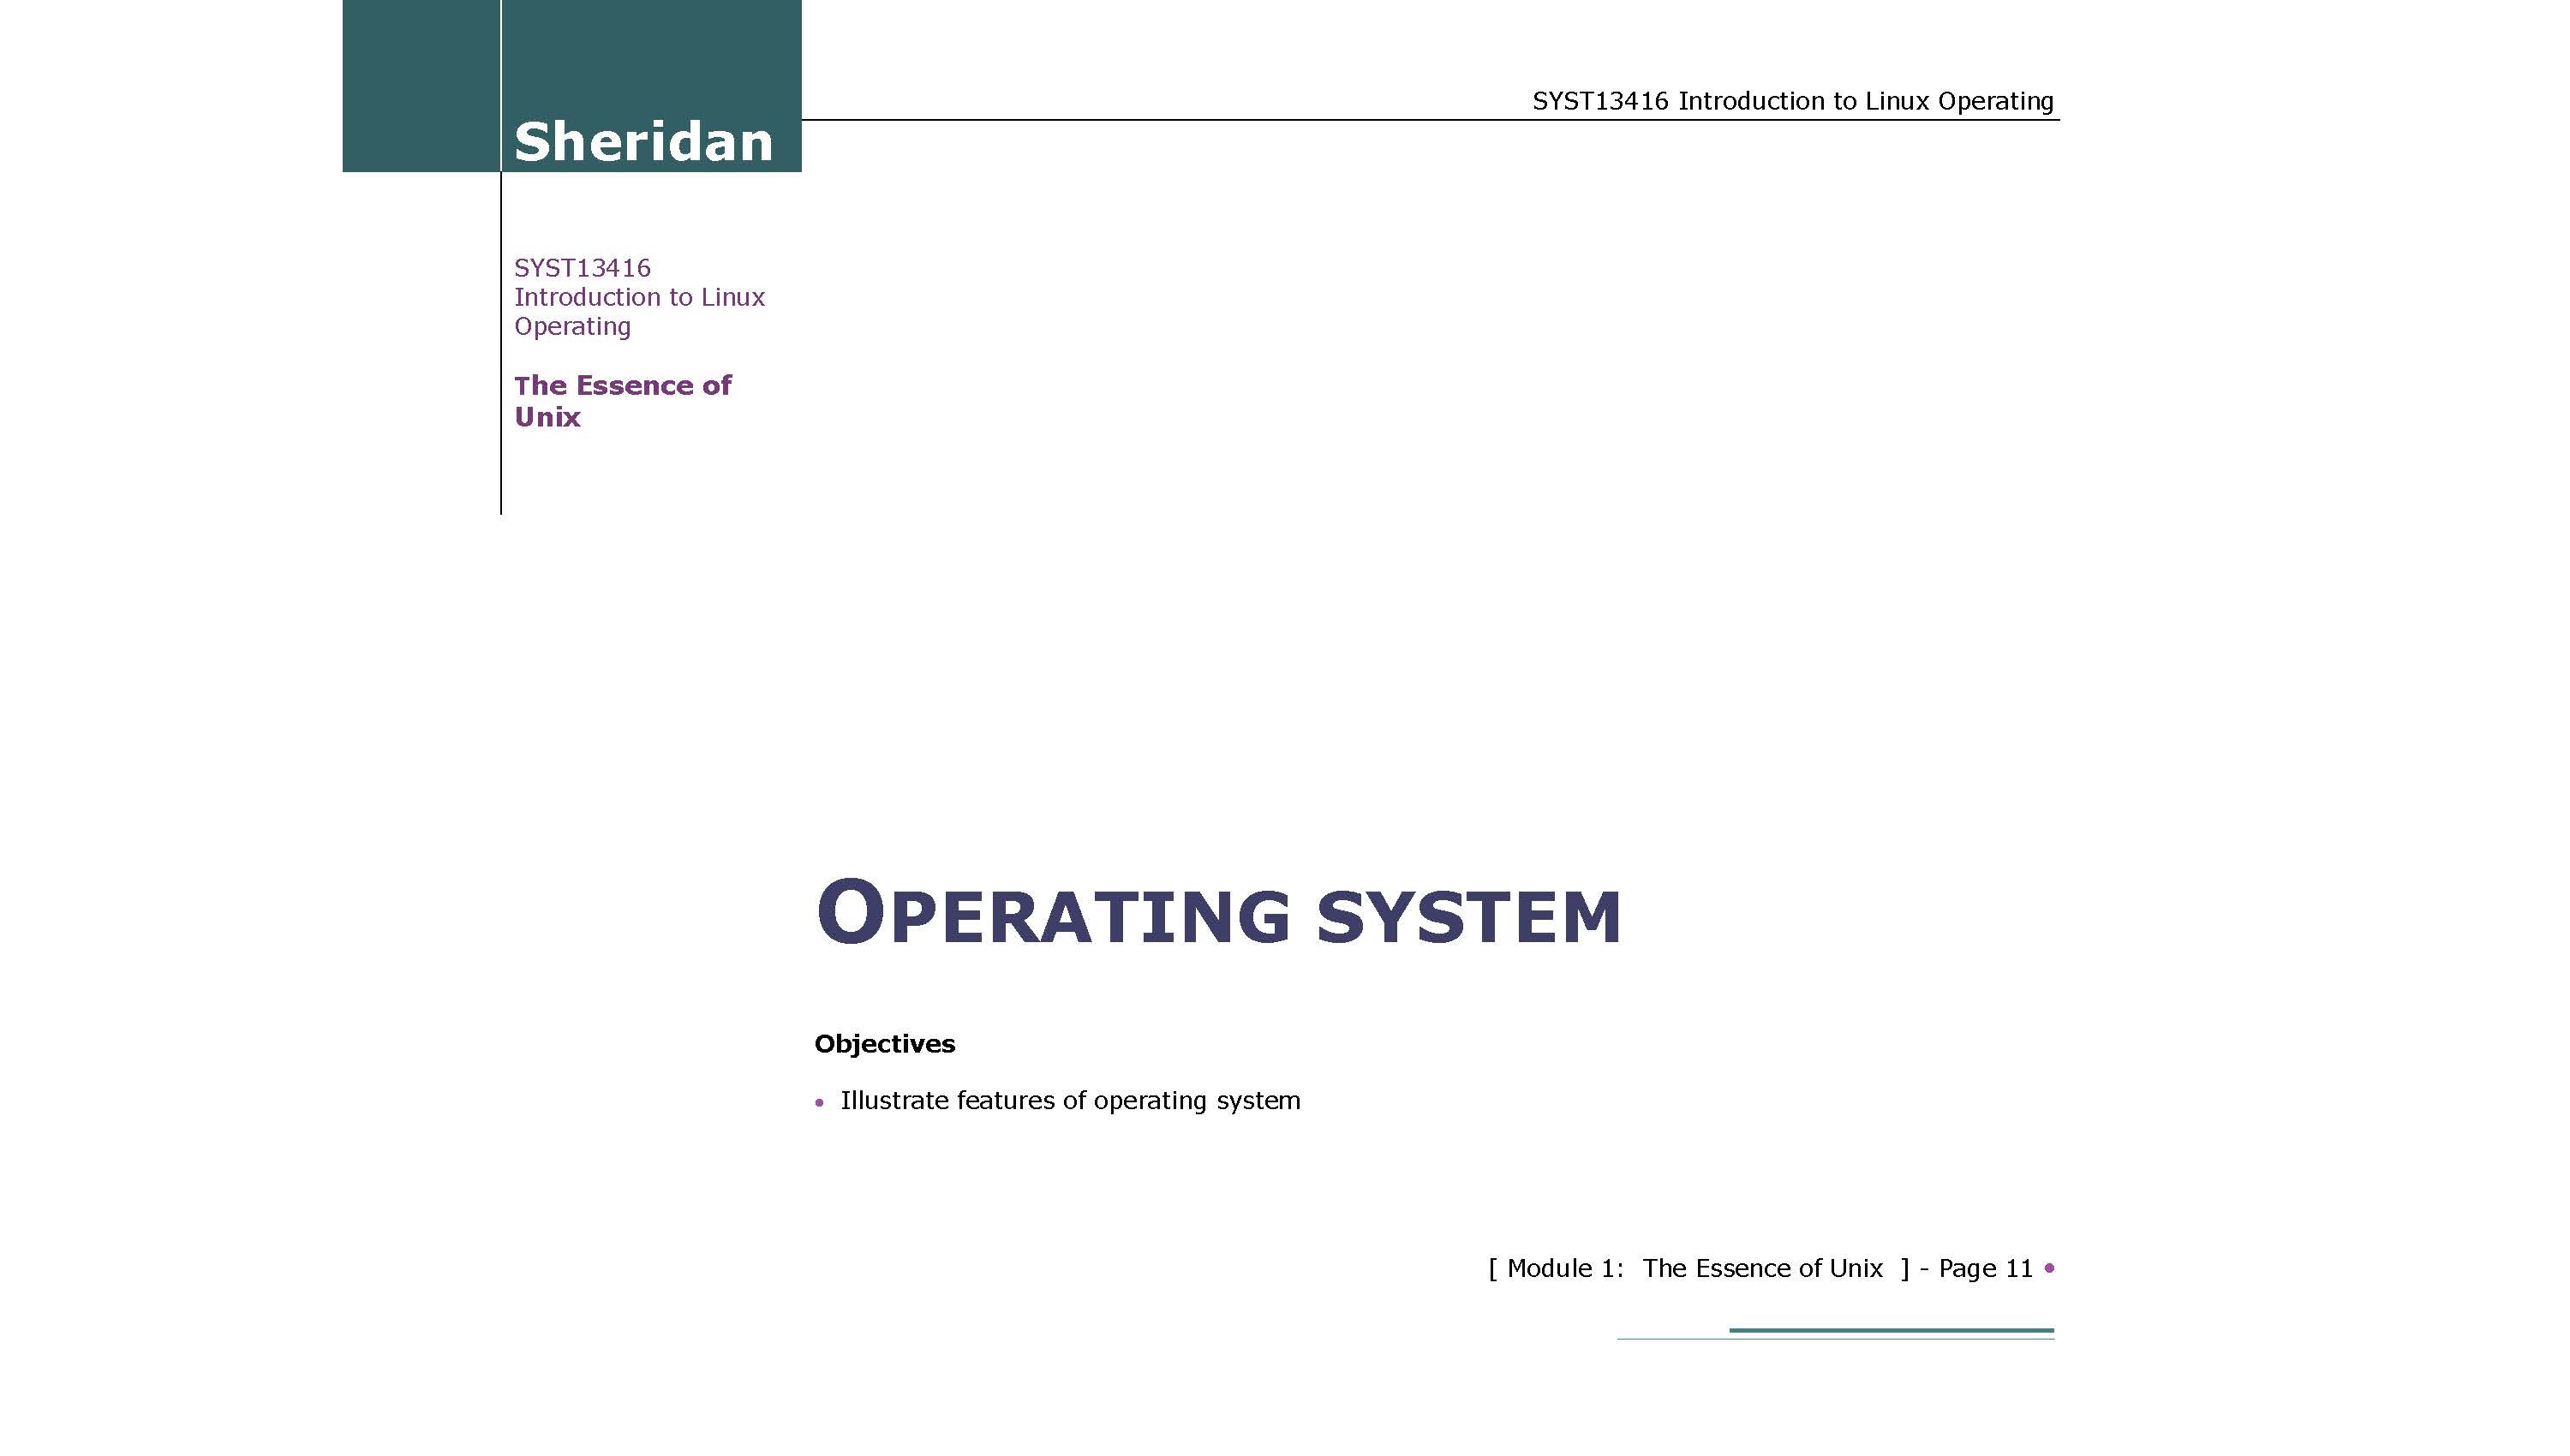 SYST13416 Introduction to Linux Operating
Sheridan
SYST13416
Introduction to Linux
Operating
The Essence of
Unix
OPERATING SYSTEM
Objectives
• Illustrate features of operating system
[ Module 1:  The Essence of Unix  ] - Page 11 •